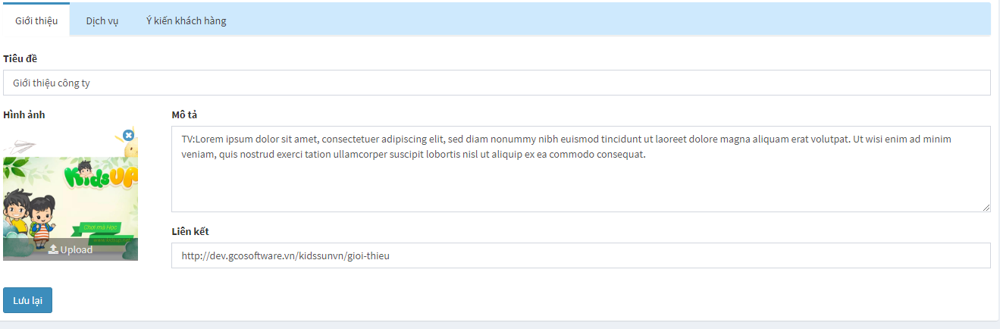 Giới thiệu
Dịch vụ
Ý kiến khách hàng
Tiêu đề
Giới thiệu công ty
Hình ảnh
KidsUP
Chơi mà Học
Upload
Mô tả
TV:Lorem ipsum dolor sit amet, consectetuer adipiscing elit, sed diam nonummy nibh euismod tincidunt ut laoreet dolore magna aliquam erat volutpat. Ut wisi enim ad minim
veniam, quis nostrud exerci tation ullamcorper suscipit lobortis nisl ut aliquip ex ea commodo consequat.
Liên kết
http://dev.gcosoftware.vn/kidssunvn/gioi-thieu
Lưu lại